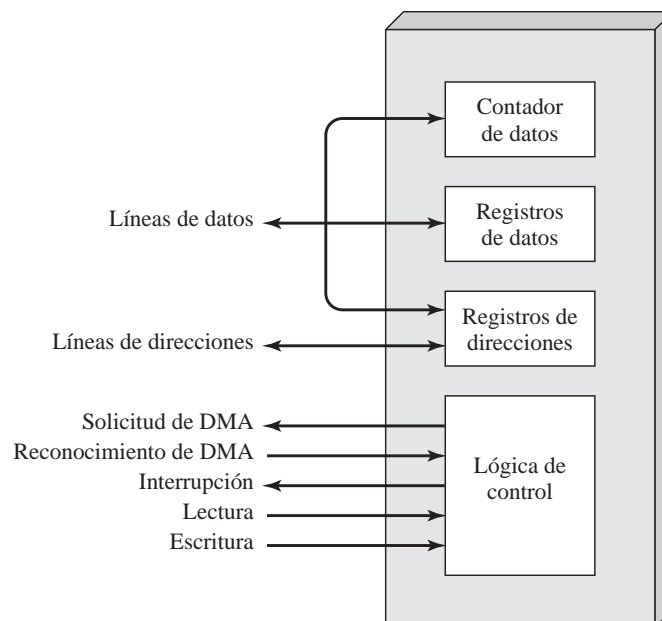 Contador
de datos
Líneas de datos
Registros
de datos
Registros de
direcciones
Líneas de direcciones
Solicitud de DMA
Reconocimiento de DMA
Interrupción
Lectura
Escritura
Lógica de
control